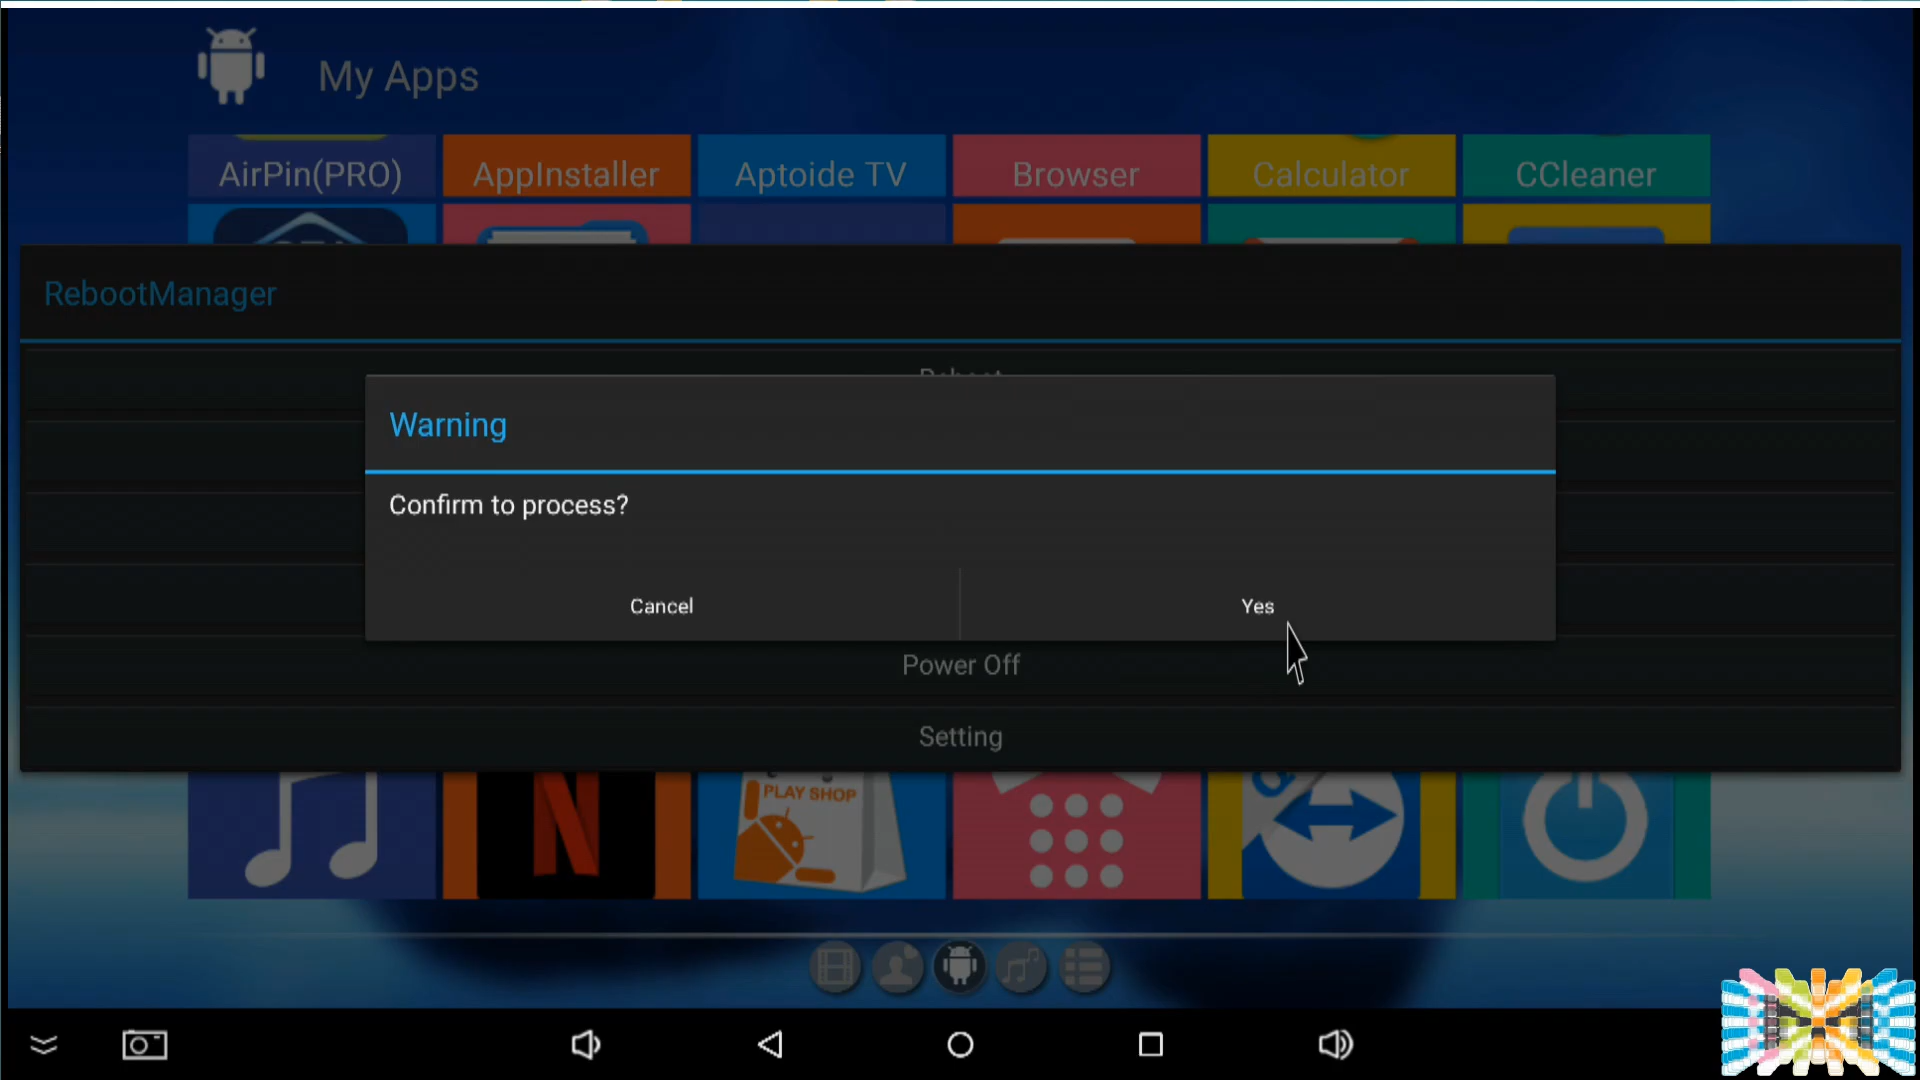 My Apps
AirPin(PRO)
AppInstaller
Aptoide TV
Browser
Calculator
CCleaner
RebootManager
Reboot
Warning
Confirm to process?
Cancel
Yes
Power Off
Setting
PLAY SHOP